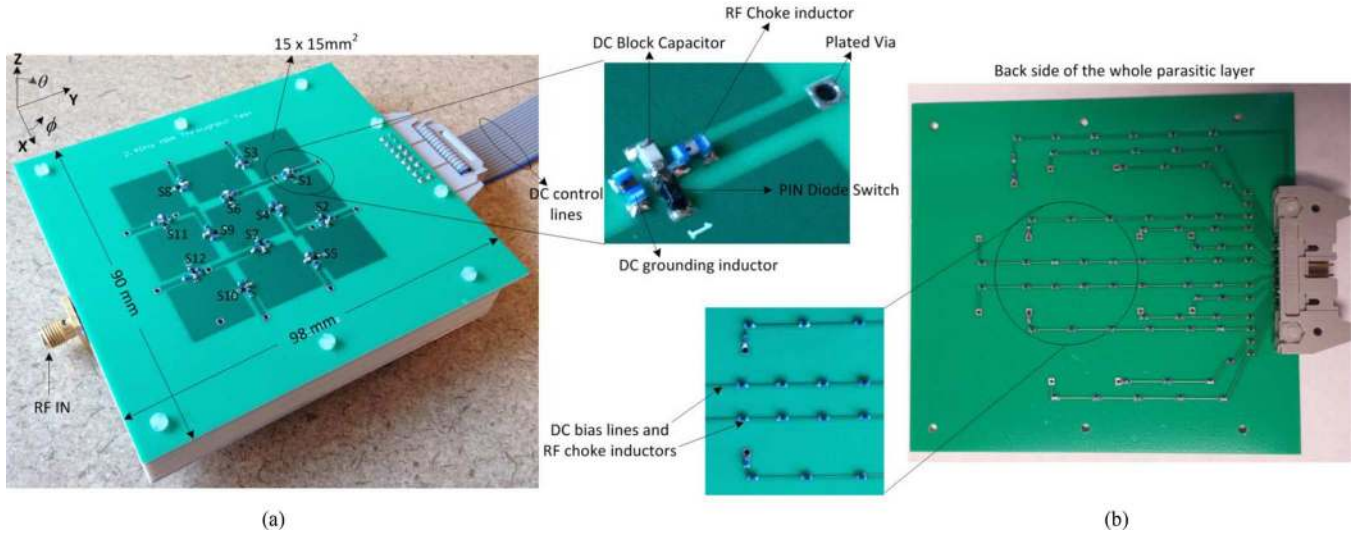 RF Choke inductor
15 x 15mm²
DC Block Capacitor
Plated Via
Z
θ
Y
ϕ
X
Back side of the whole parasitic layer
S3
S1
S8
S6
S4
S2
S11
S9
S7
S5
S12
S10
DC control
lines
PIN Diode Switch
1
DC grounding inductor
90 mm
98 mm
RF IN
DC bias lines and
RF choke inductors
(a)
(b)